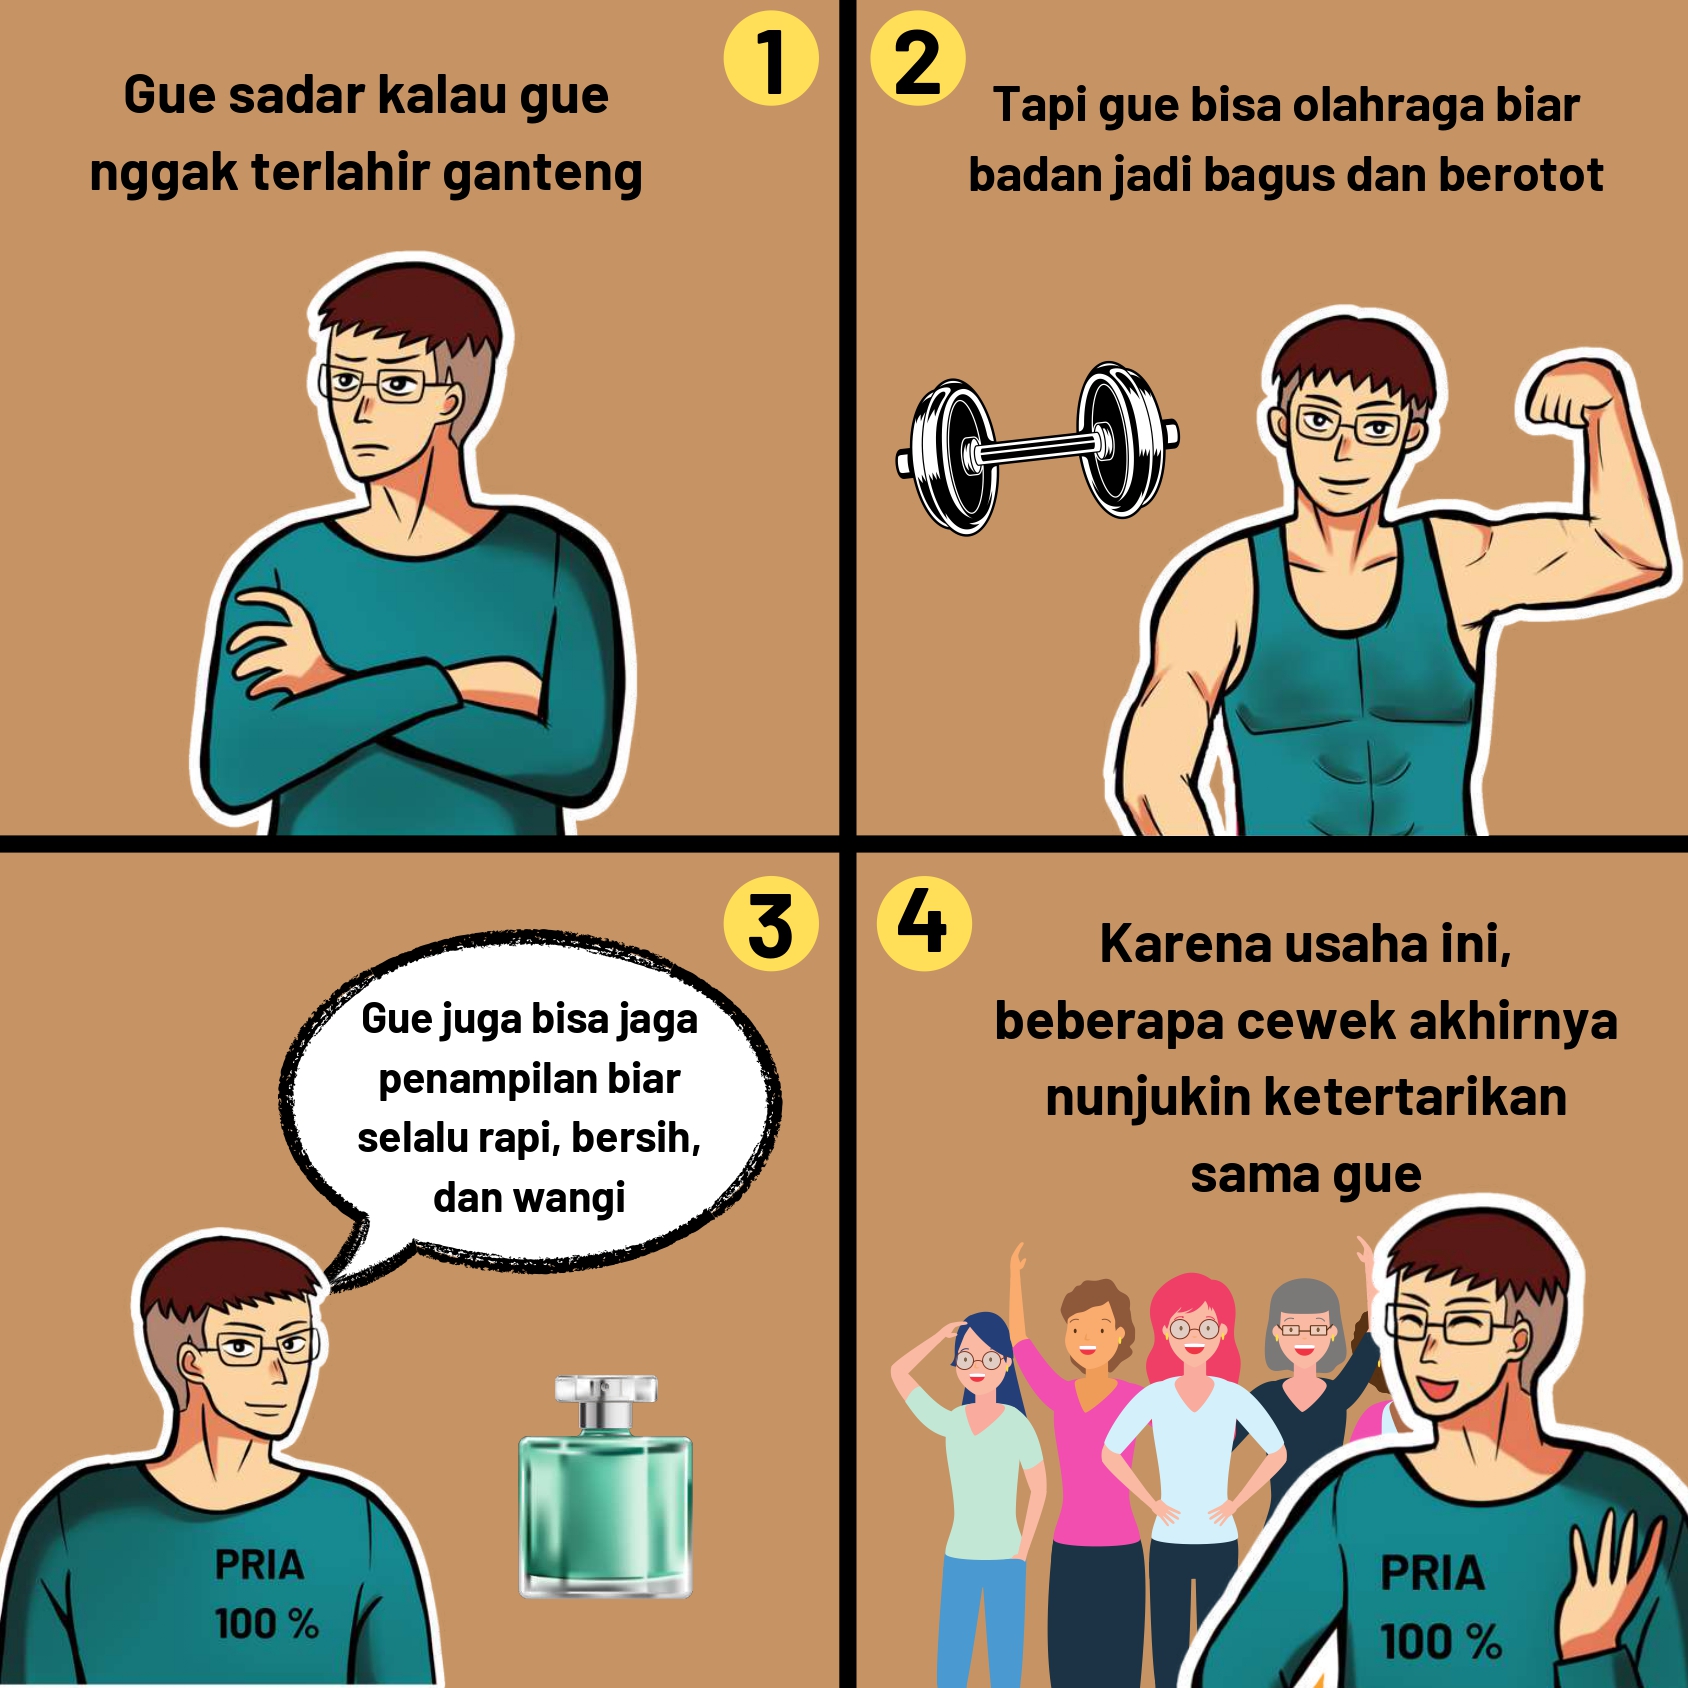 1
Gue sadar kalau gue
nggak terlahir ganteng
2
Tapi gue bisa olahraga biar
badan jadi bagus dan berotot
3
Gue juga bisa jaga
penampilan biar
selalu rapi, bersih,
dan wangi
PRIA
100 %
4
Karena usaha ini,
beberapa cewek akhirnya
nunjukin ketertarikan
sama gue
PRIA
100 %